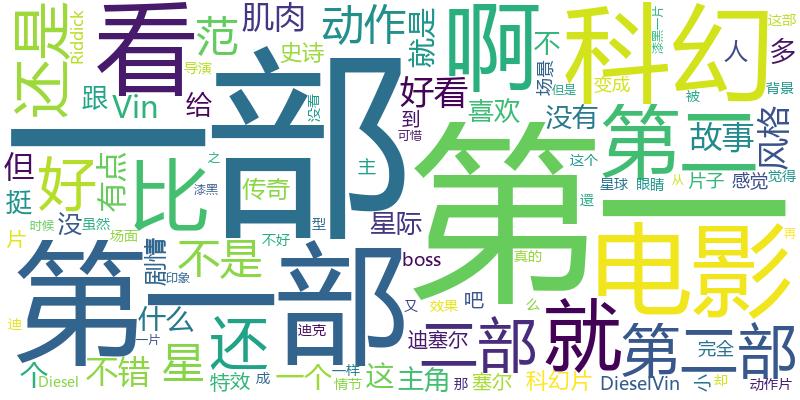 还是
Riddick
看
范
肌肉
动作
就是
啊
科幻
这部
漆黑一片
史诗
导演
跟
Vin
给
没看
好看
喜欢
不
场景
但是
变成
人
多
被
背景
一部
到
可惜
没有
第二
故事
风格
但
好
有点
比
之
主
第一
这个
挺
漆黑
传奇
星际
还
星球
眼睛
从
片子
感觉
觉得
片
时候
没
虽然
场面
剧情
不是
不好
型
boss
真的
电影
再
第一部
印象
什么
还
迪
一片
迪克
又
效果
吧
么
迪塞尔
二部
就
第二部
完全
个
Diesel
不错
星
特效
成
一个
一样
情节
这
主角
那
塞尔
科幻片
DieselVin
小
却
动作片